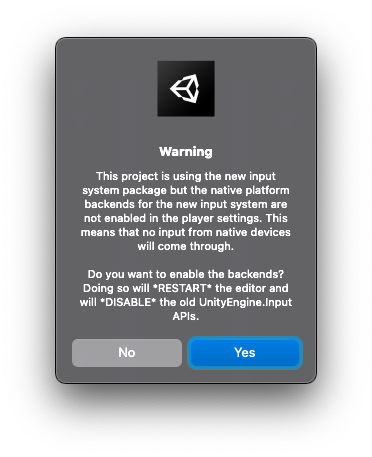 Warning
This project is using the new input
system package but the native platform
backends for the new input system are
not enabled in the player settings. This
means that no input from native devices
will come through.
Do you want to enable the backends?
Doing so will *RESTART* the editor and
will *DISABLE* the old UnityEngine.Input
APIs.
No
Yes